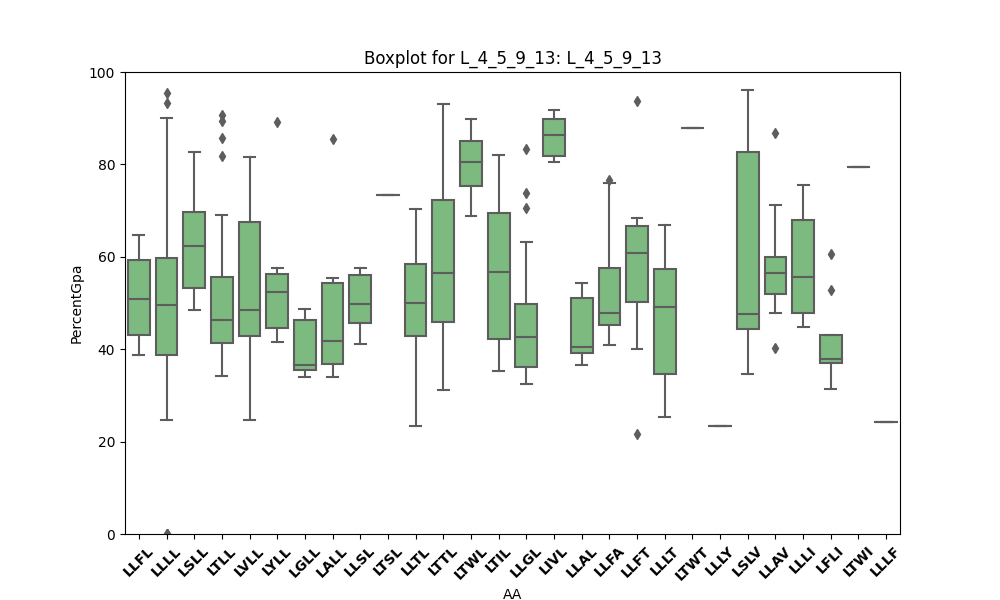 Boxplot for L_4_5_9_13: L_4_5_9_13
100
80
60
40
20
0
PercentGpa
LLFL LLLL LSLL LTLL LVLL LYLL LGLL LALL LLSL LTSL LLTL LTTL LTWL LTIL LLGL LIVL LLAL LLFA LLFT LLLT LTWT LLLY LSLV LLAV LLLI LFLI LTWI LLLF
AA